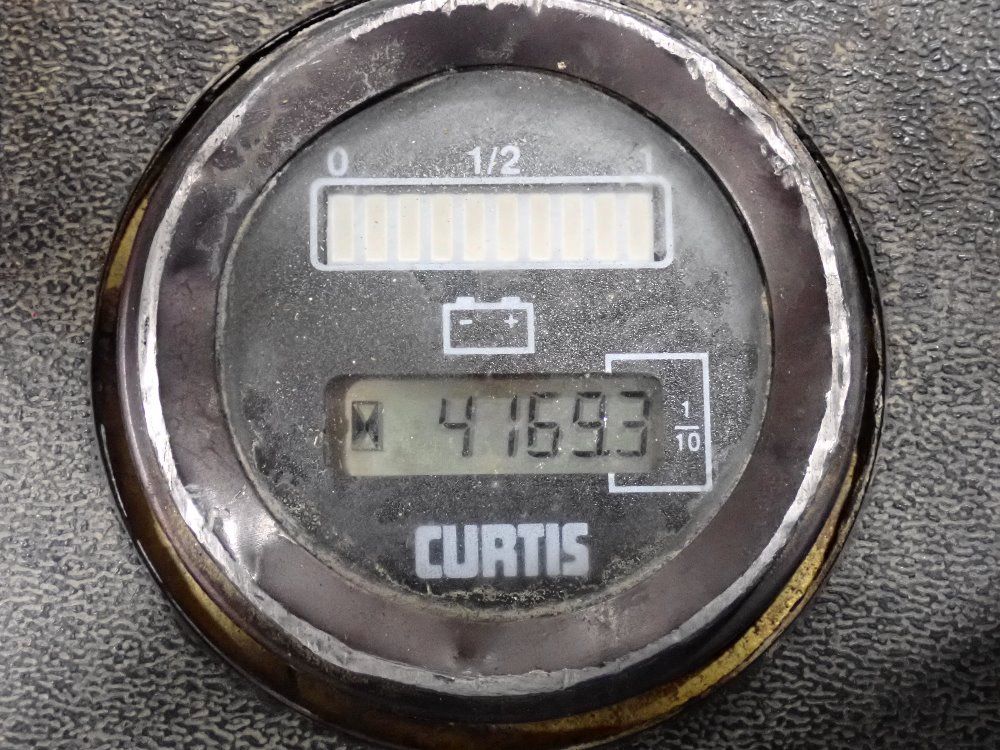 0 1/2 1
- +
4169.3
1/10
CURTIS